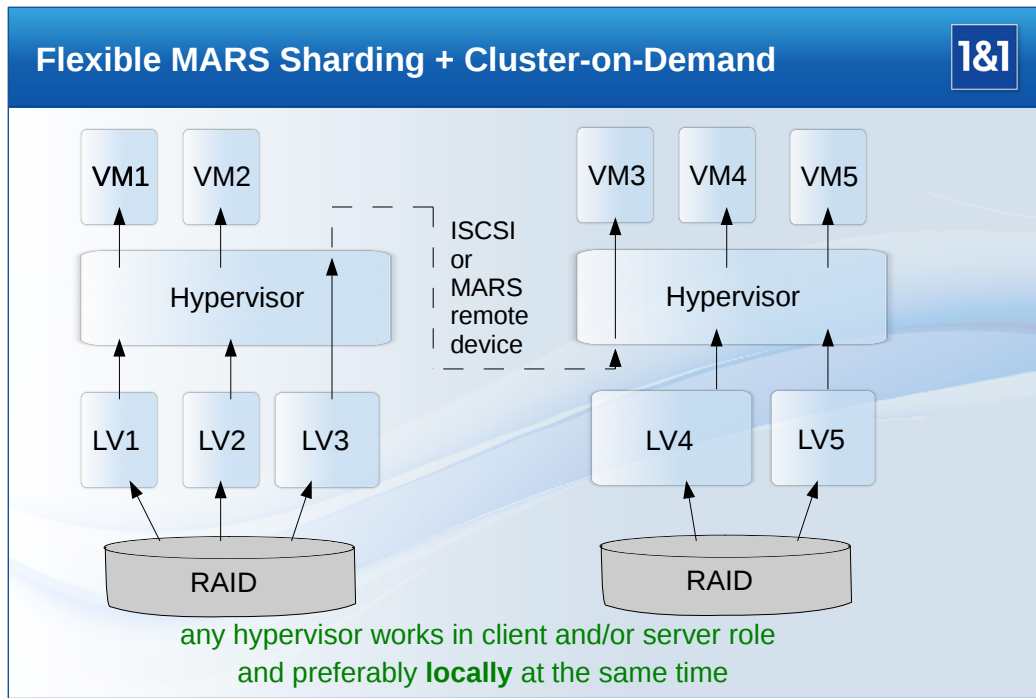 Flexible MARS Sharding + Cluster-on-Demand
1&1
VM1
VM2
VM3
VM4
VM5
ISCSI
or
MARS
remote
device
Hypervisor
Hypervisor
LV1
LV2
LV3
LV4
LV5
RAID
RAID
any hypervisor works in client and/or server role
and preferably locally at the same time